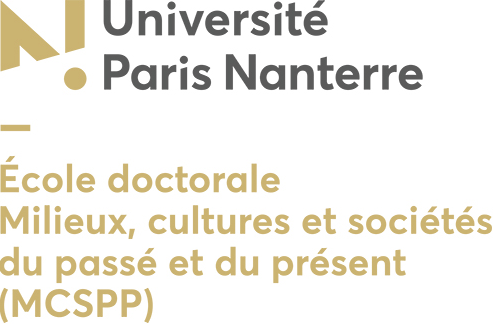 Université
Paris Nanterre
École doctorale
Milieux, cultures et sociétés
du passé et du présent
(MCSPP)